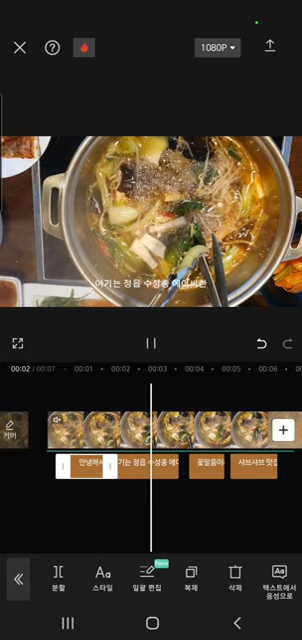 1080P
여기는 정읍 수성동 에이비한
00:02 / 00:07
00:01
00:02
00:03
00:04
00:05
00:06
커버
안녕하세
기는 정읍 수성동 에이
꽃말음이
샤브샤브 맛집
New
분할
스타일
일괄 편집
복제
삭제
텍스트에서
음성으로